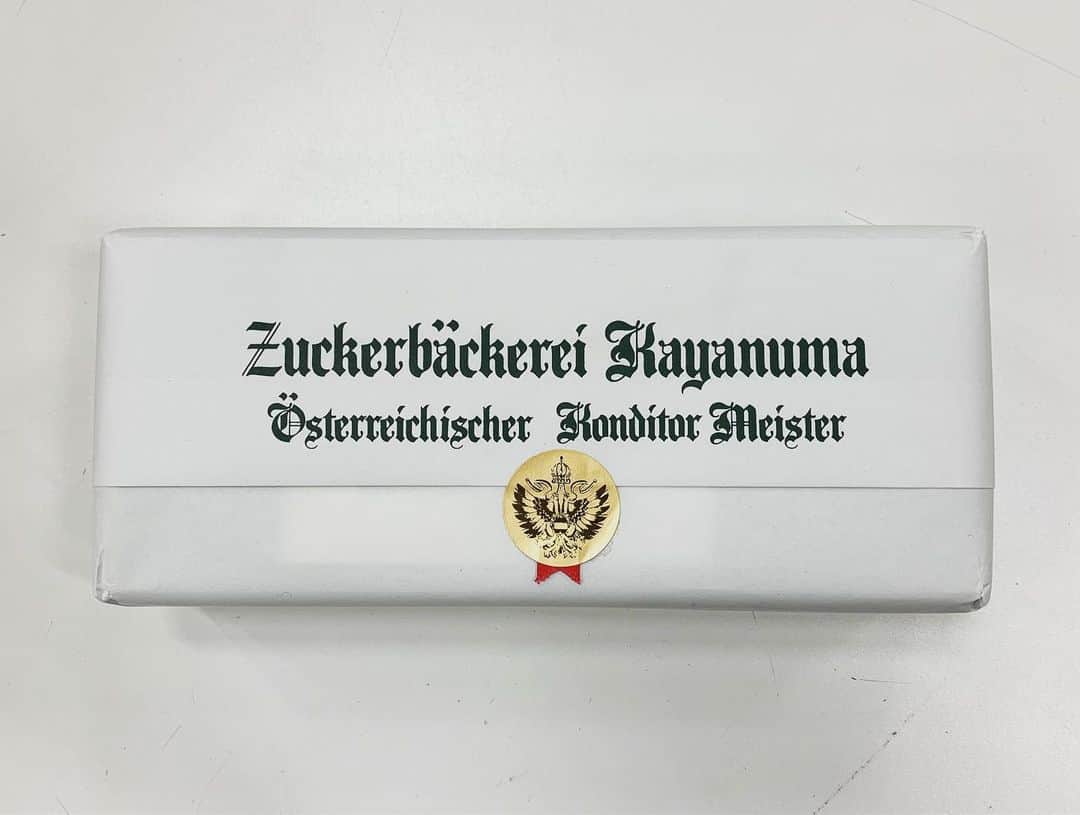 Zuckerbäckerei Kayanuma
Österreichischer Konditor Meister